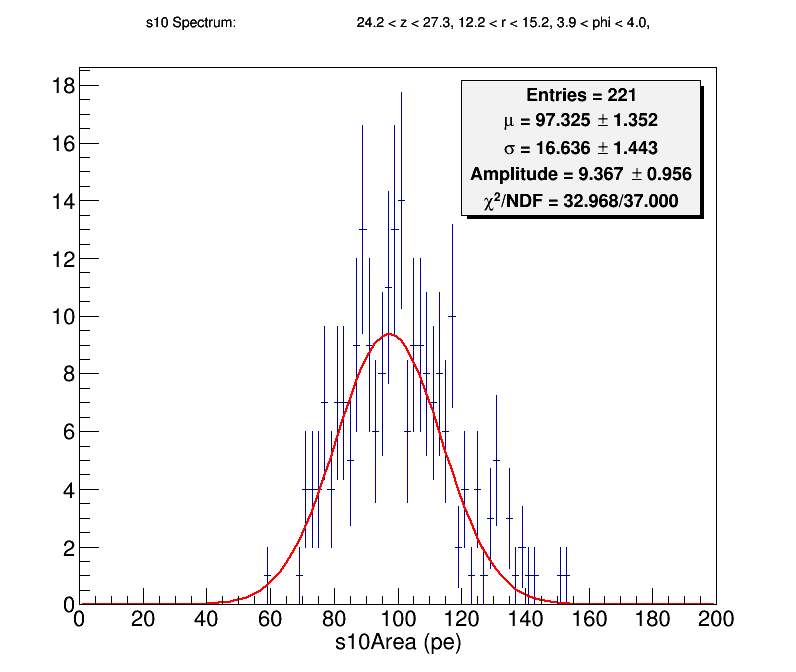 s10 Spectrum: 24.2 < z < 27.3, 12.2 < r < 15.2, 3.9 < phi < 4.0,
Entries = 221
μ = 97.325 ± 1.352
σ = 16.636 ± 1.443
Amplitude = 9.367 ± 0.956
χ²/NDF = 32.968/37.000
18
16
14
12
10
8
6
4
2
0
0 20 40 60 80 100 120 140 160 180 200
s10Area (pe)